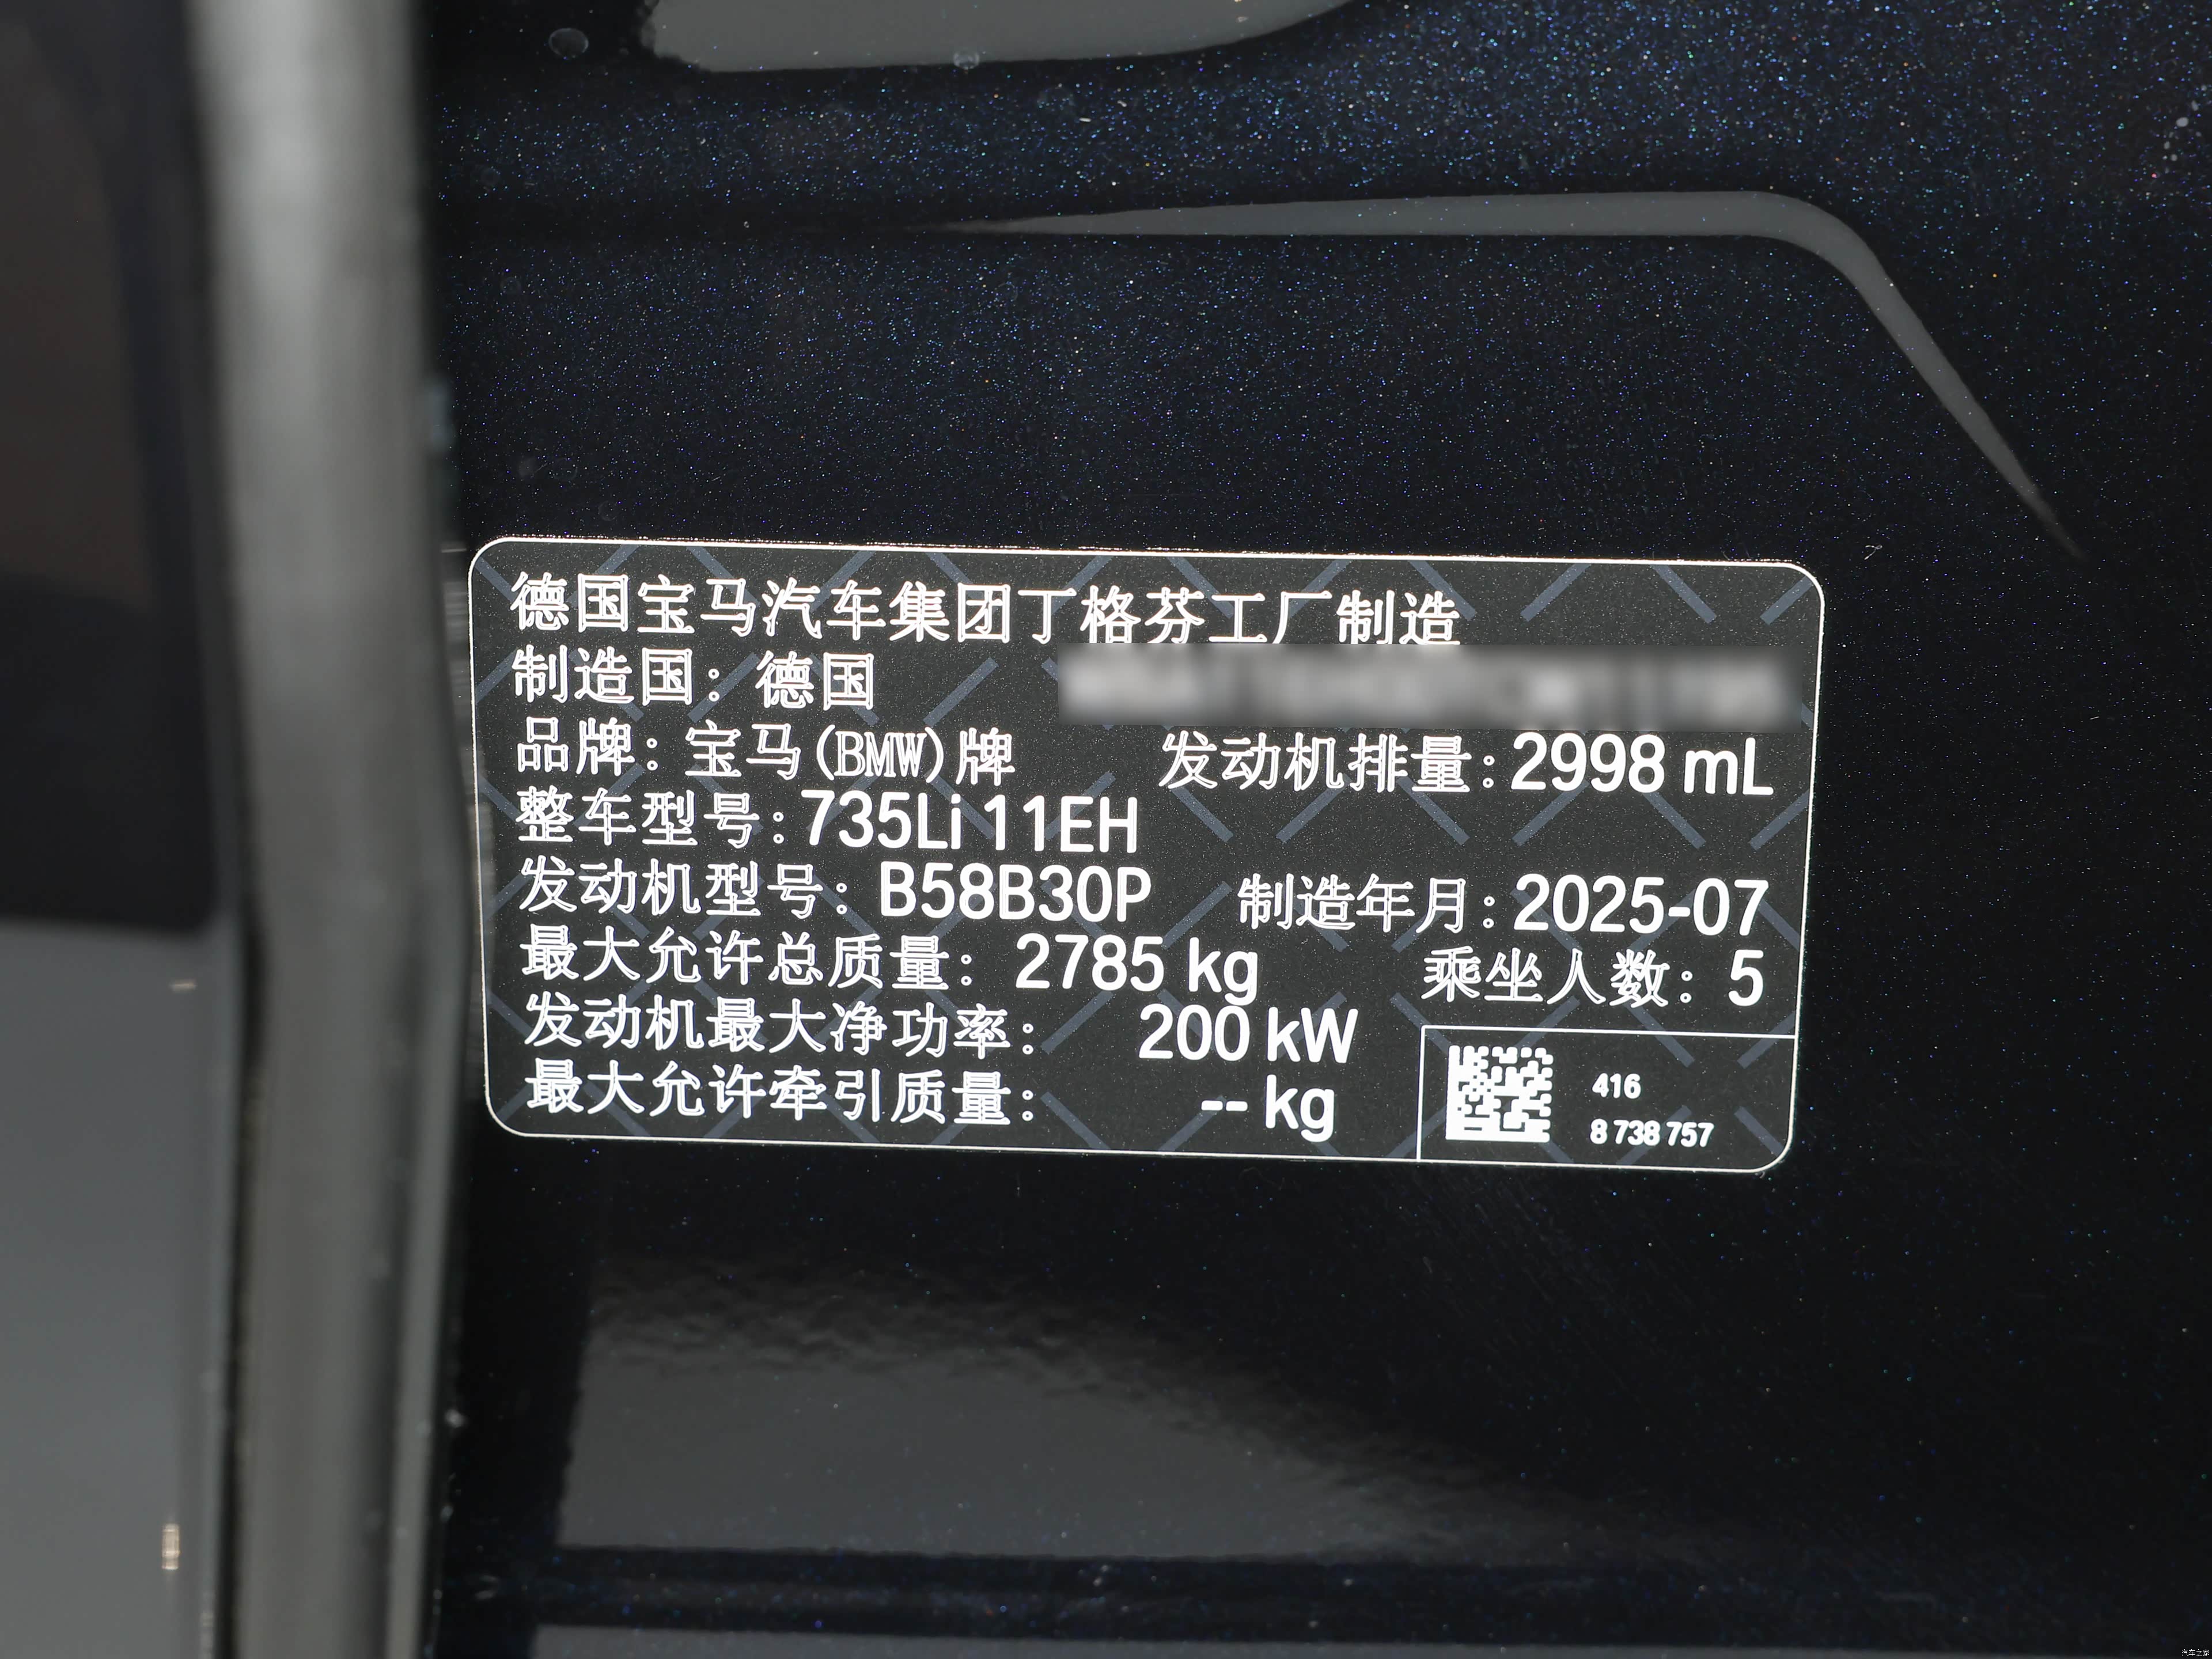 德国宝马汽车集团丁格芬工厂制造
制造国：德国
品牌：宝马(BMW)牌 发动机排量：2998 mL
整车型号：735Li 11EH
发动机型号：B58B30P 制造年月：2025-07
最大允许总质量：2785 kg 乘坐人数：5
发动机最大净功率：200 kW
最大允许牵引质量：-- kg
416
8 738 757
汽车之家